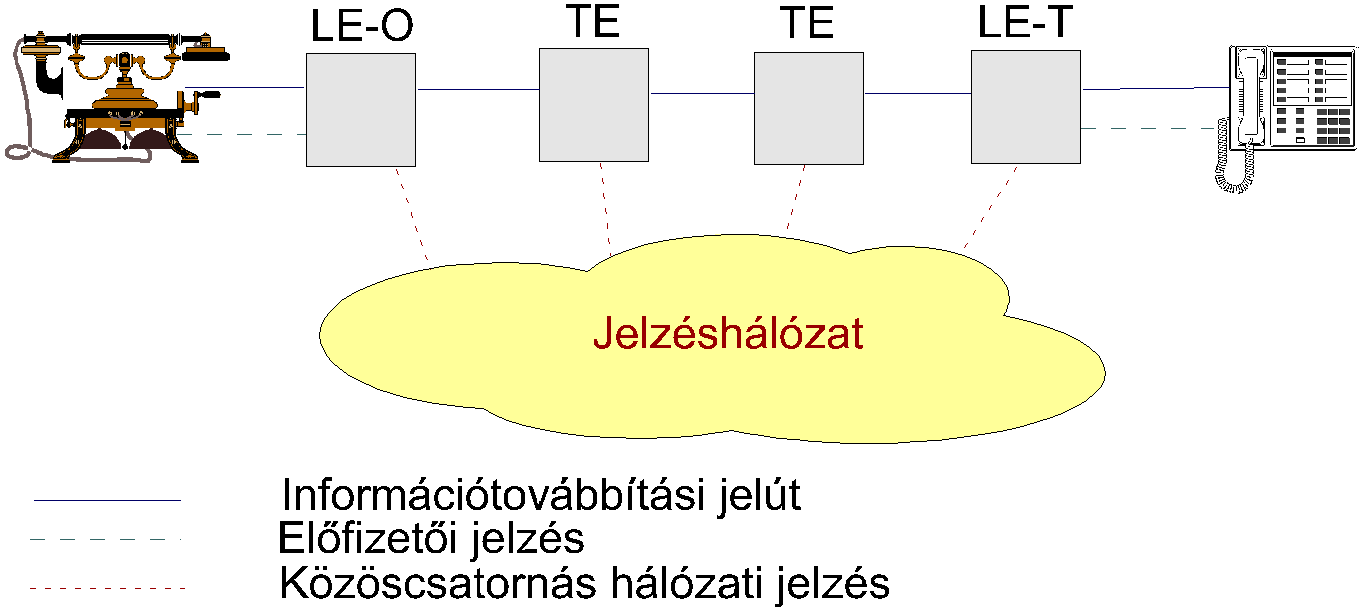 LE-O TE TE LE-T
Jelzéshálózat
Információtovábbítási jelút
Előfizetői jelzés
Közöscsatornás hálózati jelzés